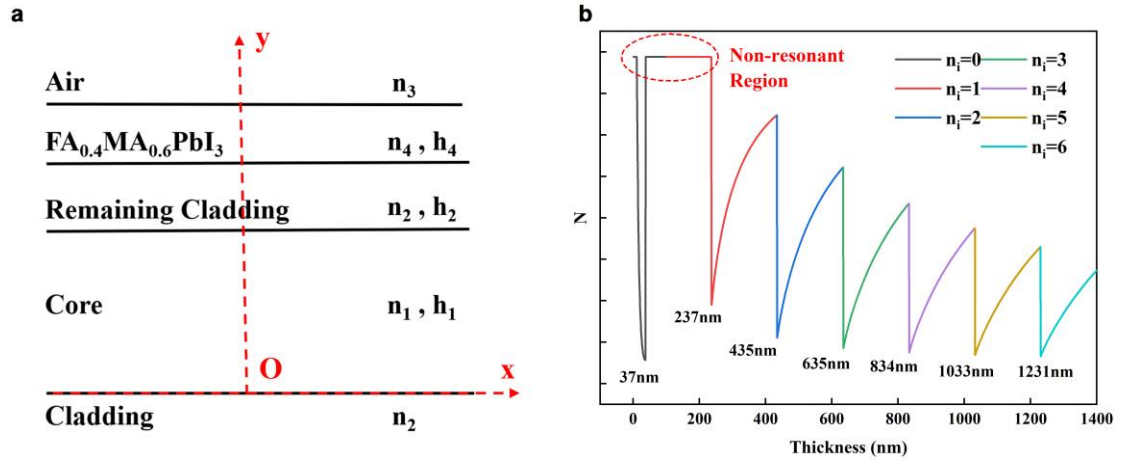 a
y
Air n₃
FA₀.₄MA₀.₆PbI₃ n₄ , h₄
Remaining Cladding n₂ , h₂
Core n₁ , h₁
O
x
Cladding n₂
b
Non-resonant
Region
nᵢ=0 nᵢ=3
nᵢ=1 nᵢ=4
nᵢ=2 nᵢ=5
nᵢ=6
N
237nm
435nm
635nm
834nm
1033nm
1231nm
37nm
0 200 400 600 800 1000 1200 1400
Thickness (nm)